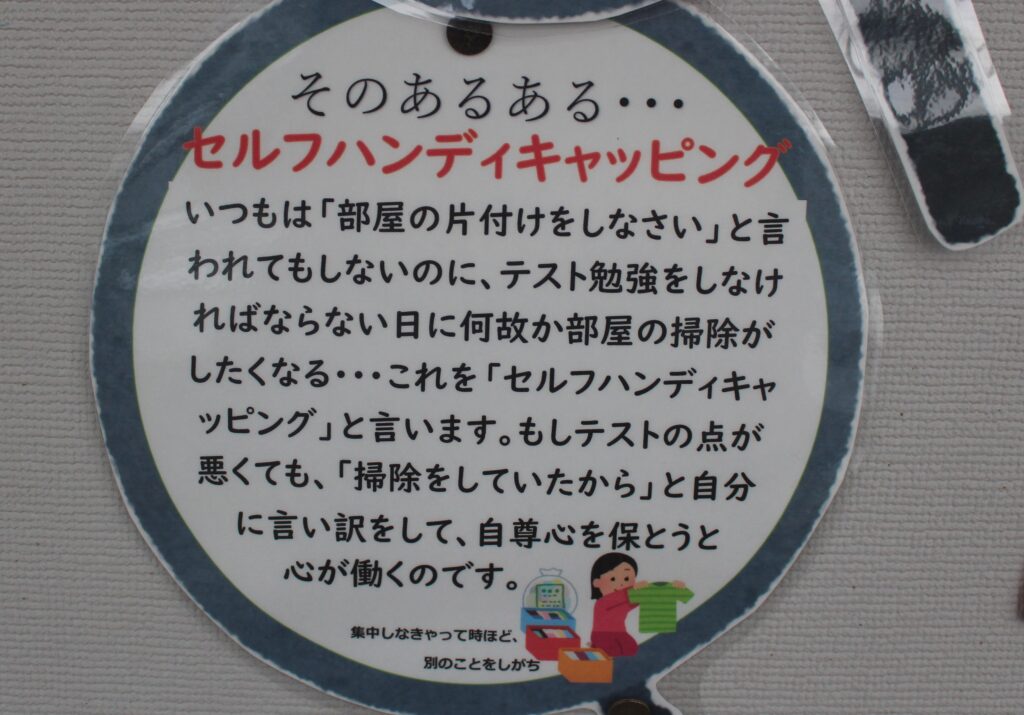 そのあるある・・・
セルフハンディキャッピング
いつもは「部屋の片付けをしなさい」と言
われてもしないのに、テスト勉強をしなけ
ればならない日に何故か部屋の掃除が
したくなる・・・これを「セルフハンディキャ
ッピング」と言います。もしテストの点が
悪くても、「掃除をしていたから」と自分
に言い訳をして、自尊心を保とうと
心が働くのです。
集中しなきゃって時ほど、
別のことをしがち